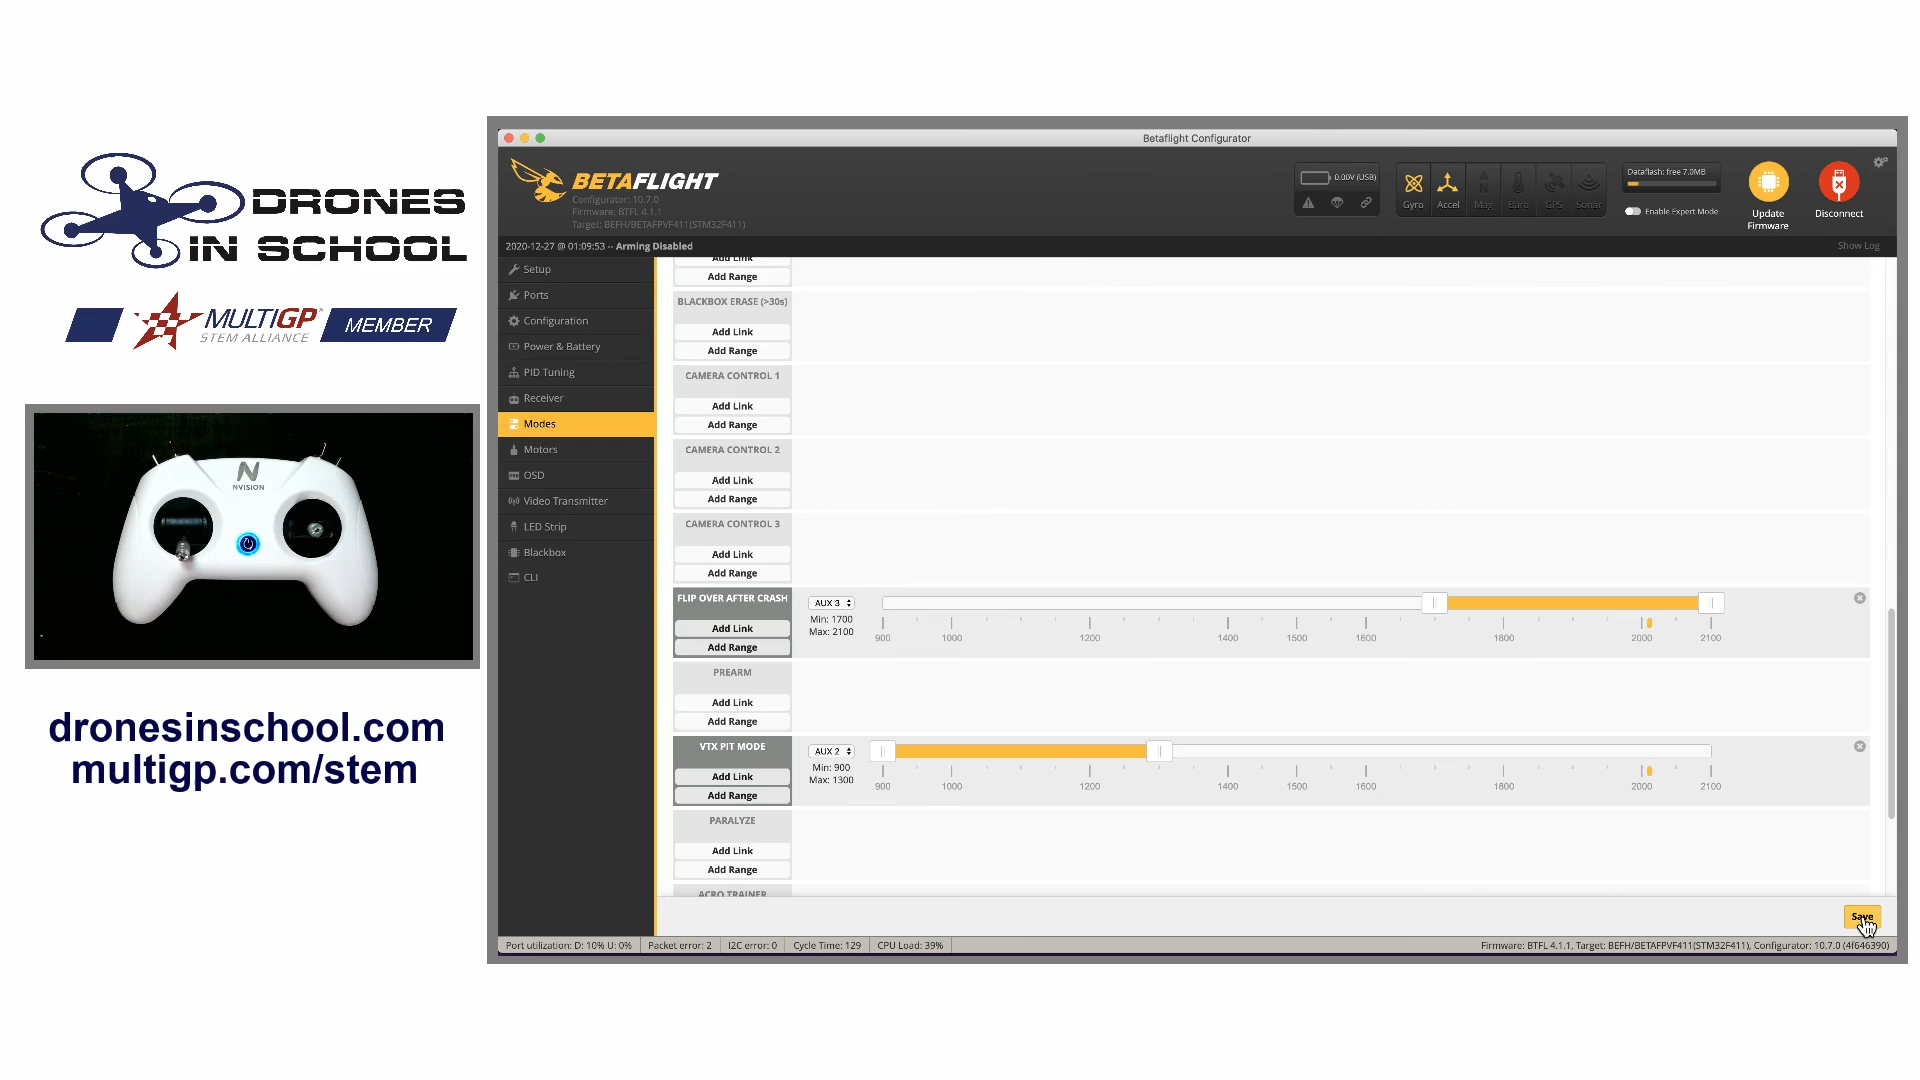 DRONES
IN SCHOOL
MULTIGP
STEM ALLIANCE
MEMBER
N
NVISION
dronesinschool.com
multigp.com/stem
Betaflight Configurator
BETAFLIGHT
Configurator: 10.7.0
Firmware: BTFL 4.1.1
Target: BEFH/BETAFPVF411(STM32F411)
0.00V (USB)
Gyro
Accel
Mag
Baro
GPS
Sonar
Dataflash: free 7.0MB
Enable Expert Mode
Update
Firmware
Disconnect
2020-12-27 @ 01:09:53 -- Arming Disabled
Show Log
Setup
Ports
Configuration
Power & Battery
PID Tuning
Receiver
Modes
Motors
OSD
Video Transmitter
LED Strip
Blackbox
CLI
Add Link
Add Range
BLACKBOX ERASE (>30s)
Add Link
Add Range
CAMERA CONTROL 1
Add Link
Add Range
CAMERA CONTROL 2
Add Link
Add Range
CAMERA CONTROL 3
Add Link
Add Range
FLIP OVER AFTER CRASH
Add Link
Add Range
AUX 3
Min: 1700
Max: 2100
900 1000 1200 1400 1500 1600 1800 2000 2100
PREARM
Add Link
Add Range
VTX PIT MODE
Add Link
Add Range
AUX 2
Min: 900
Max: 1300
900 1000 1200 1400 1500 1600 1800 2000 2100
PARALYZE
Add Link
Add Range
ACRO TRAINER
Save
Port utilization: D: 10% U: 0%
Packet error: 2
I2C error: 0
Cycle Time: 129
CPU Load: 39%
Firmware: BTFL 4.1.1, Target: BEFH/BETAFPVF411(STM32F411), Configurator: 10.7.0 (4f646390)